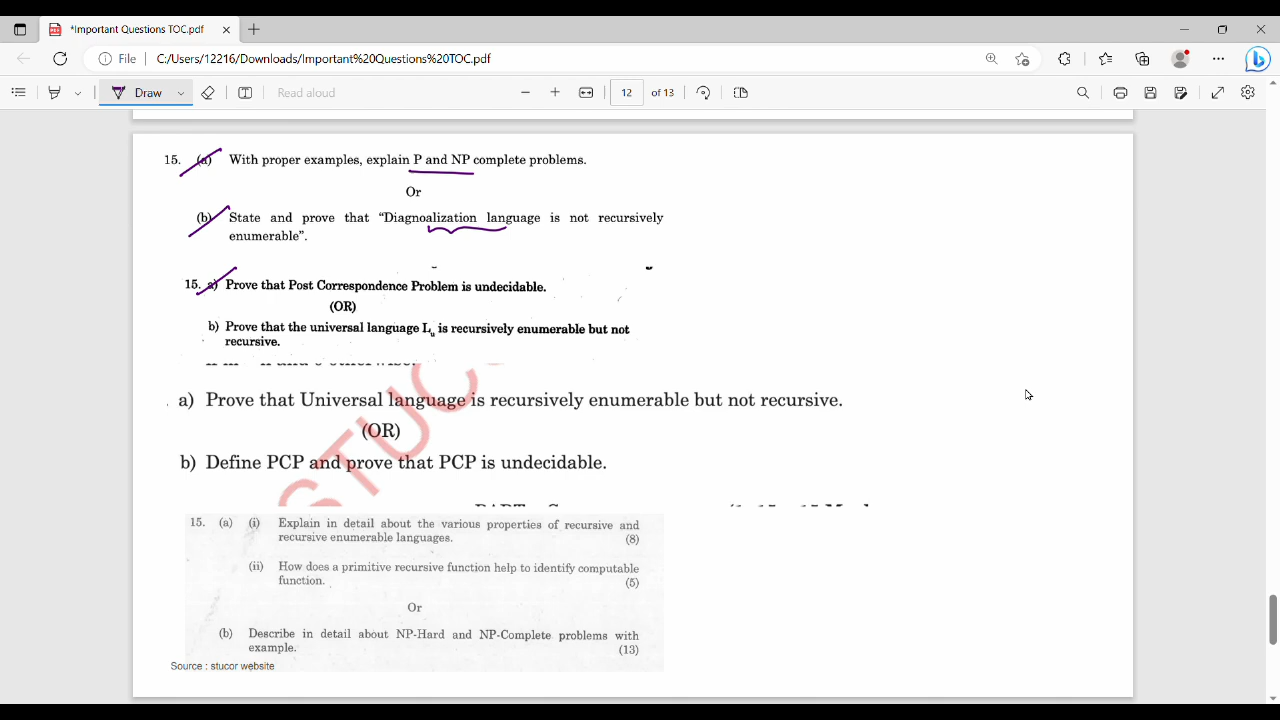 *Important Questions TOC.pdf
File
C:/Users/12216/Downloads/Important%20Questions%20TOC.pdf
Draw
Read aloud
12 of 13
15. (a) With proper examples, explain P and NP complete problems.
Or
(b) State and prove that “Diagnoalization language is not recursively
enumerable”.
15. a) Prove that Post Correspondence Problem is undecidable.
(OR)
b) Prove that the universal language Lu is recursively enumerable but not
recursive.
a) Prove that Universal language is recursively enumerable but not recursive.
(OR)
b) Define PCP and prove that PCP is undecidable.
15. (a) (i) Explain in detail about the various properties of recursive and
recursive enumerable languages. (8)
(ii) How does a primitive recursive function help to identify computable
function. (5)
Or
(b) Describe in detail about NP-Hard and NP-Complete problems with
example. (13)
Source : stucor website